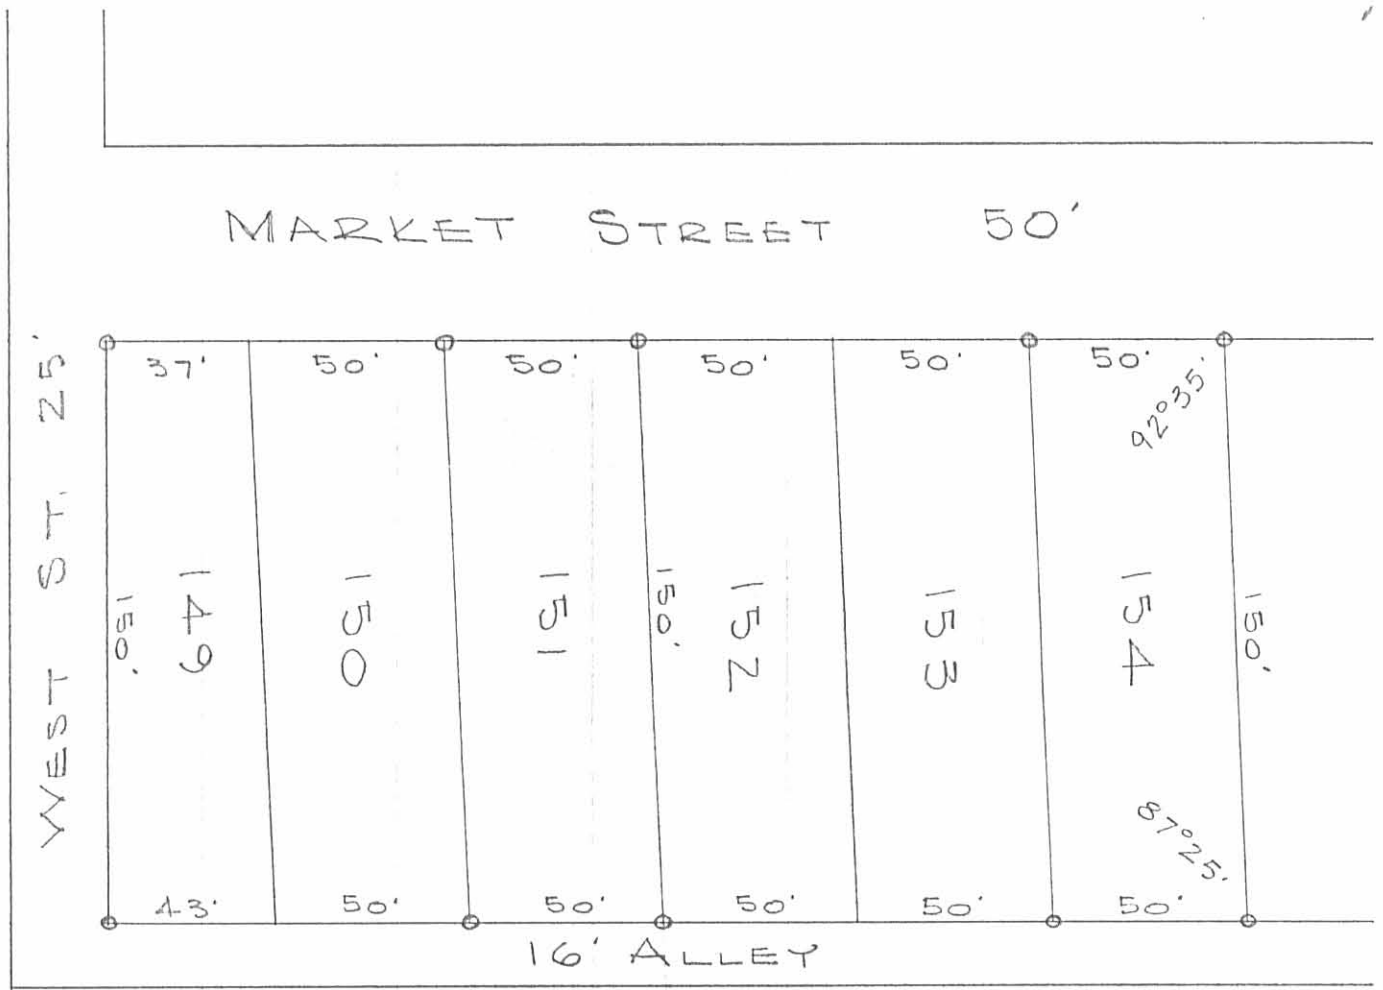 MARKET STREET 50'
WEST ST. 25'
37' 50' 50' 50' 50' 50'
92°35'
150' 149 150 151 150' 152 153 154 150'
87°25'
43' 50' 50' 50' 50' 50'
16' ALLEY